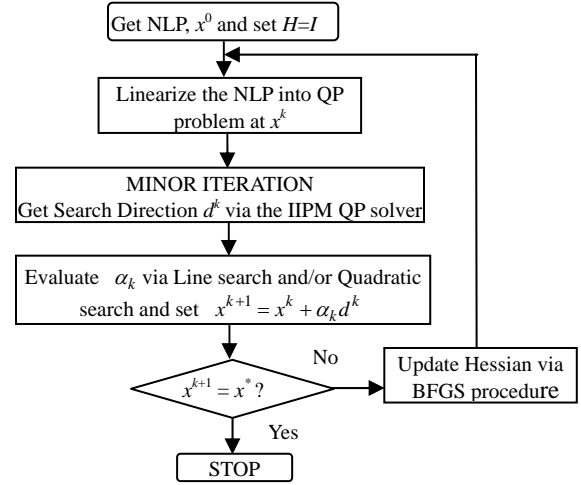 Get NLP, x⁰ and set H=I
Linearize the NLP into QP
problem at xᵏ
MINOR ITERATION
Get Search Direction dᵏ via the IIPM QP solver
Evaluate αₖ via Line search and/or Quadratic
search and set xᵏ⁺¹ = xᵏ + αₖdᵏ
No
Update Hessian via
BFGS procedure
xᵏ⁺¹ = x* ?
Yes
STOP